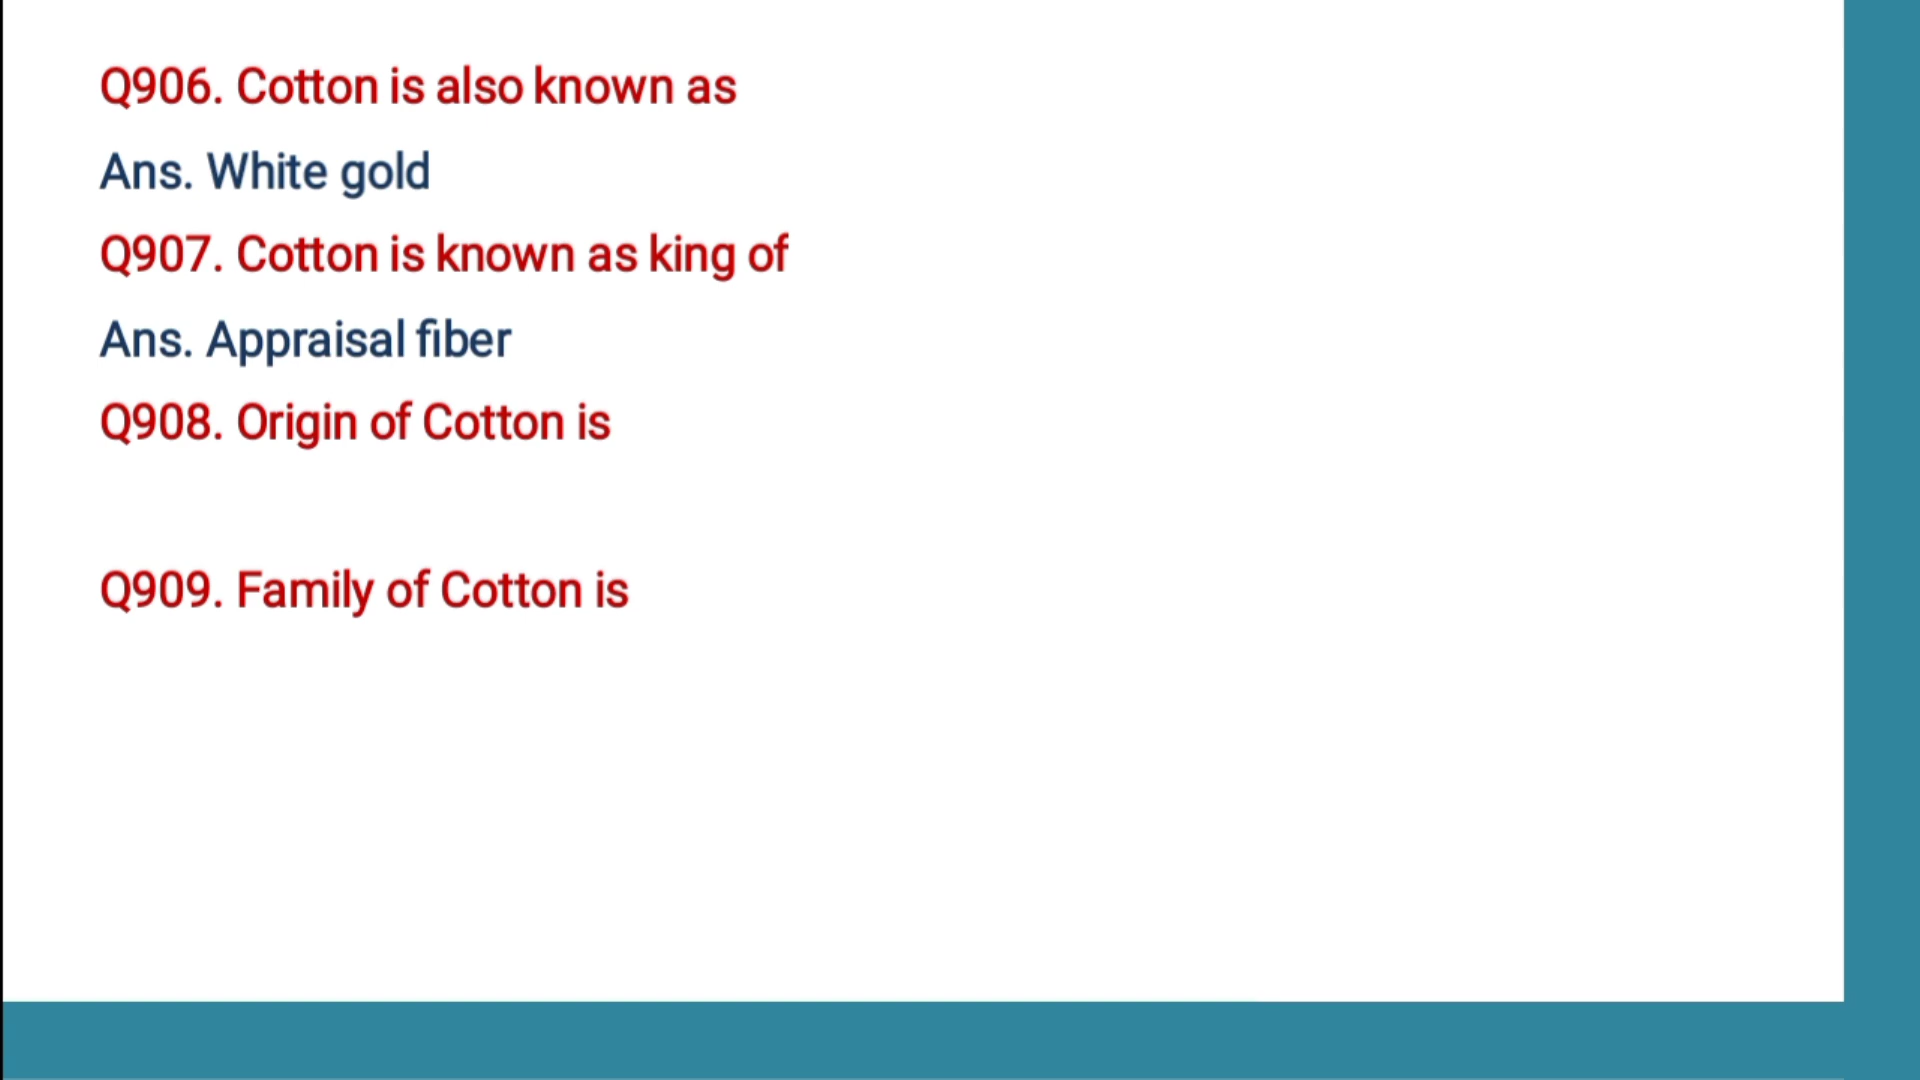 Q906. Cotton is also known as
Ans. White gold
Q907. Cotton is known as king of
Ans. Appraisal fiber
Q908. Origin of Cotton is
Q909. Family of Cotton is